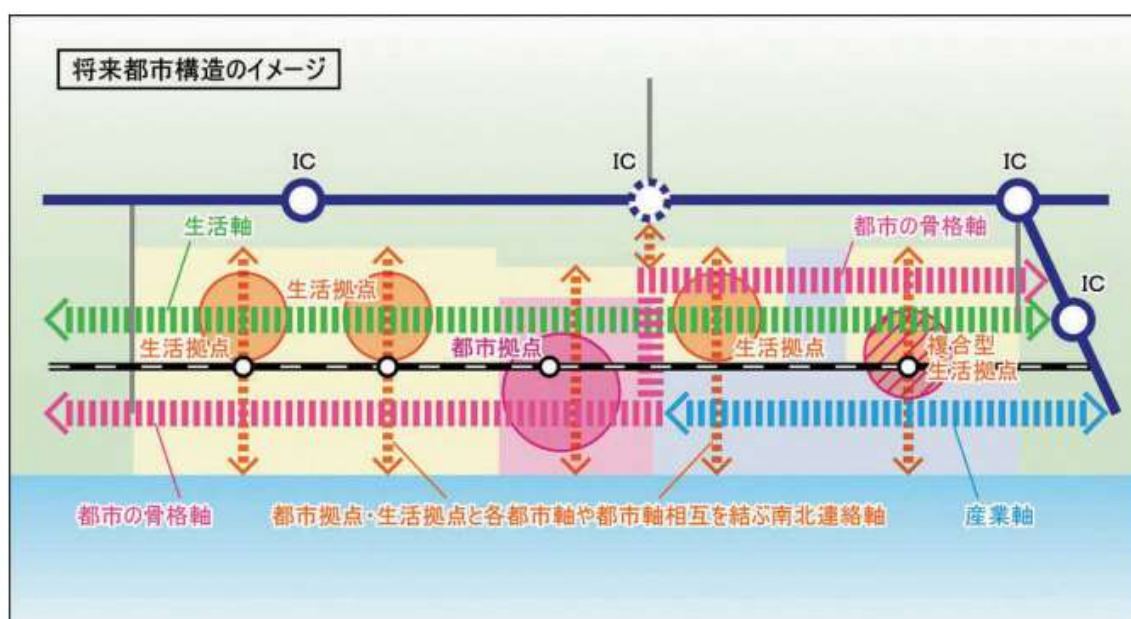 将来都市構造のイメージ
IC
IC
IC
生活軸
都市の骨格軸
生活拠点
IC
生活拠点
都市拠点
生活拠点
複合型
生活拠点
都市の骨格軸
都市拠点・生活拠点と各都市軸や都市軸相互を結ぶ南北連絡軸
産業軸